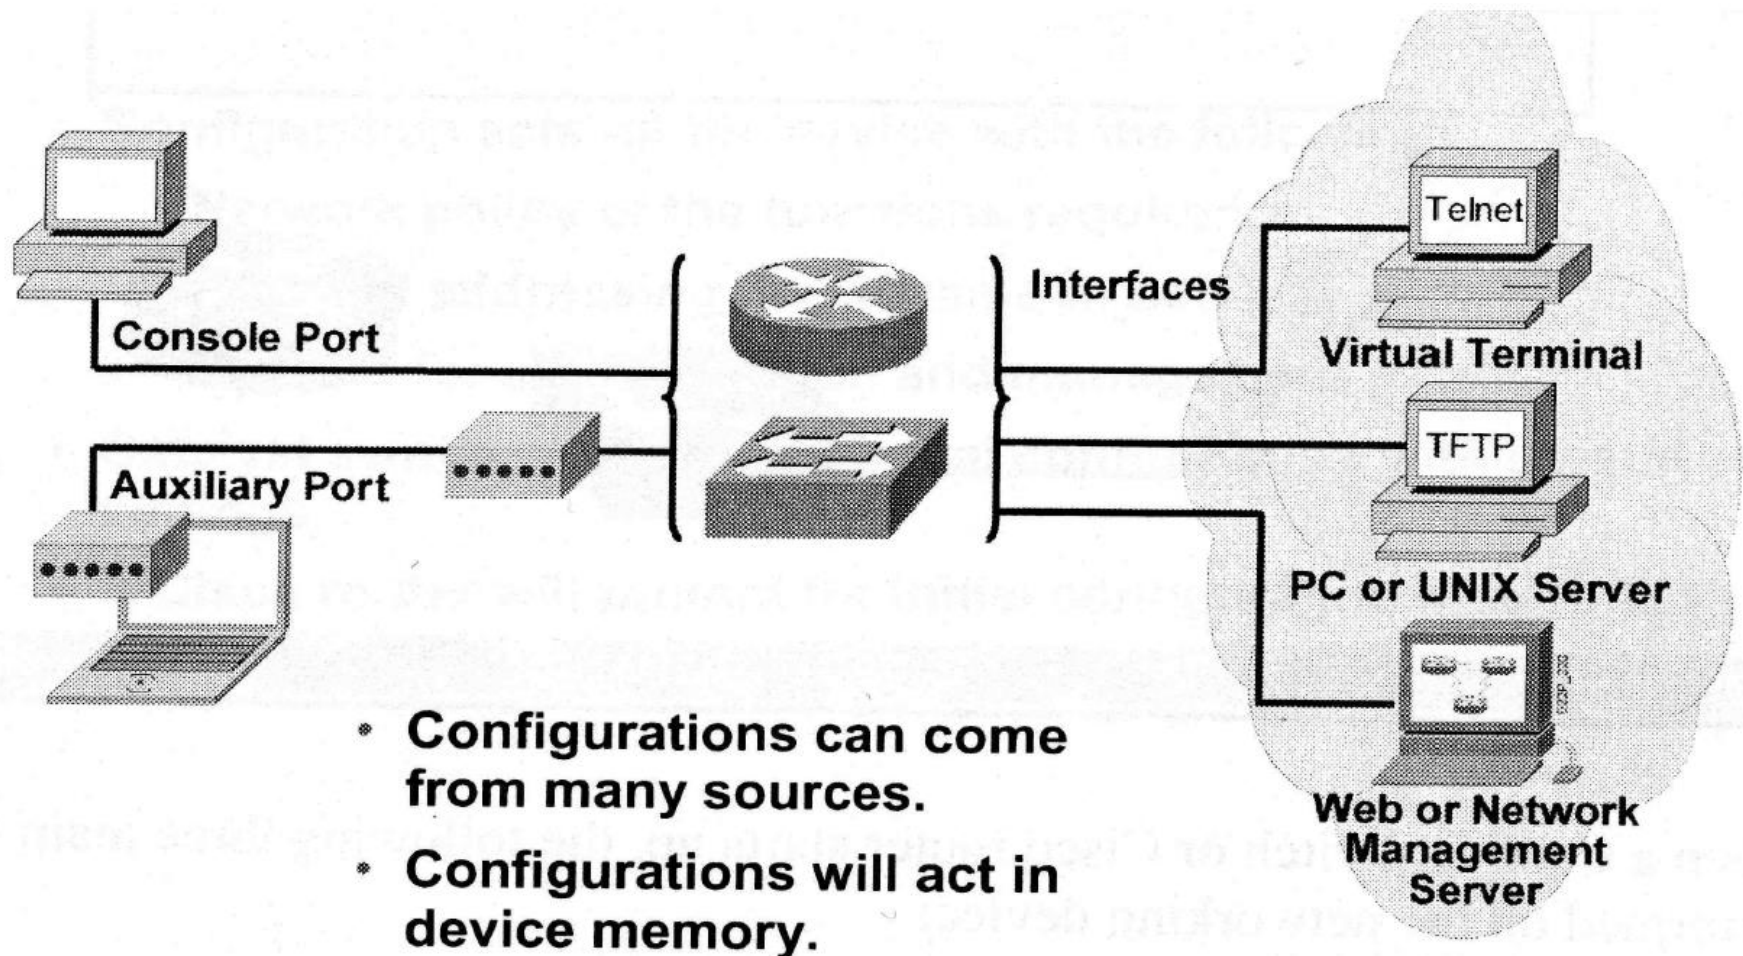 Telnet
Interfaces
Console Port
Virtual Terminal
TFTP
Auxiliary Port
PC or UNIX Server
• Configurations can come
from many sources.
Web or Network
Management
Server
• Configurations will act in
device memory.